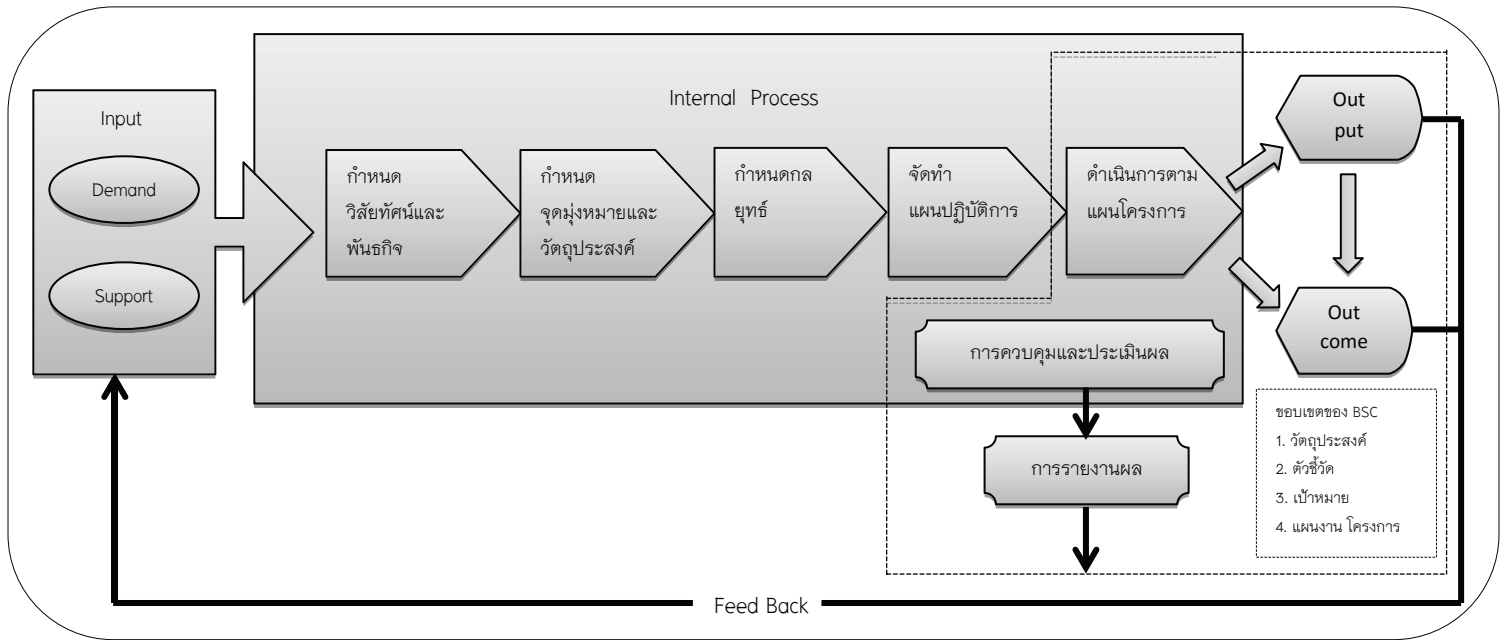 Internal Process
Input
Demand
Support
กำหนด
วิสัยทัศน์และ
พันธกิจ
กำหนด
จุดมุ่งหมายและ
วัตถุประสงค์
กำหนดกล
ยุทธ์
จัดทำ
แผนปฏิบัติการ
ดำเนินการตาม
แผนโครงการ
Out
put
Out
come
การควบคุมและประเมินผล
การรายงานผล
ขอบเขตของ BSC
1. วัตถุประสงค์
2. ตัวชี้วัด
3. เป้าหมาย
4. แผนงาน โครงการ
Feed Back